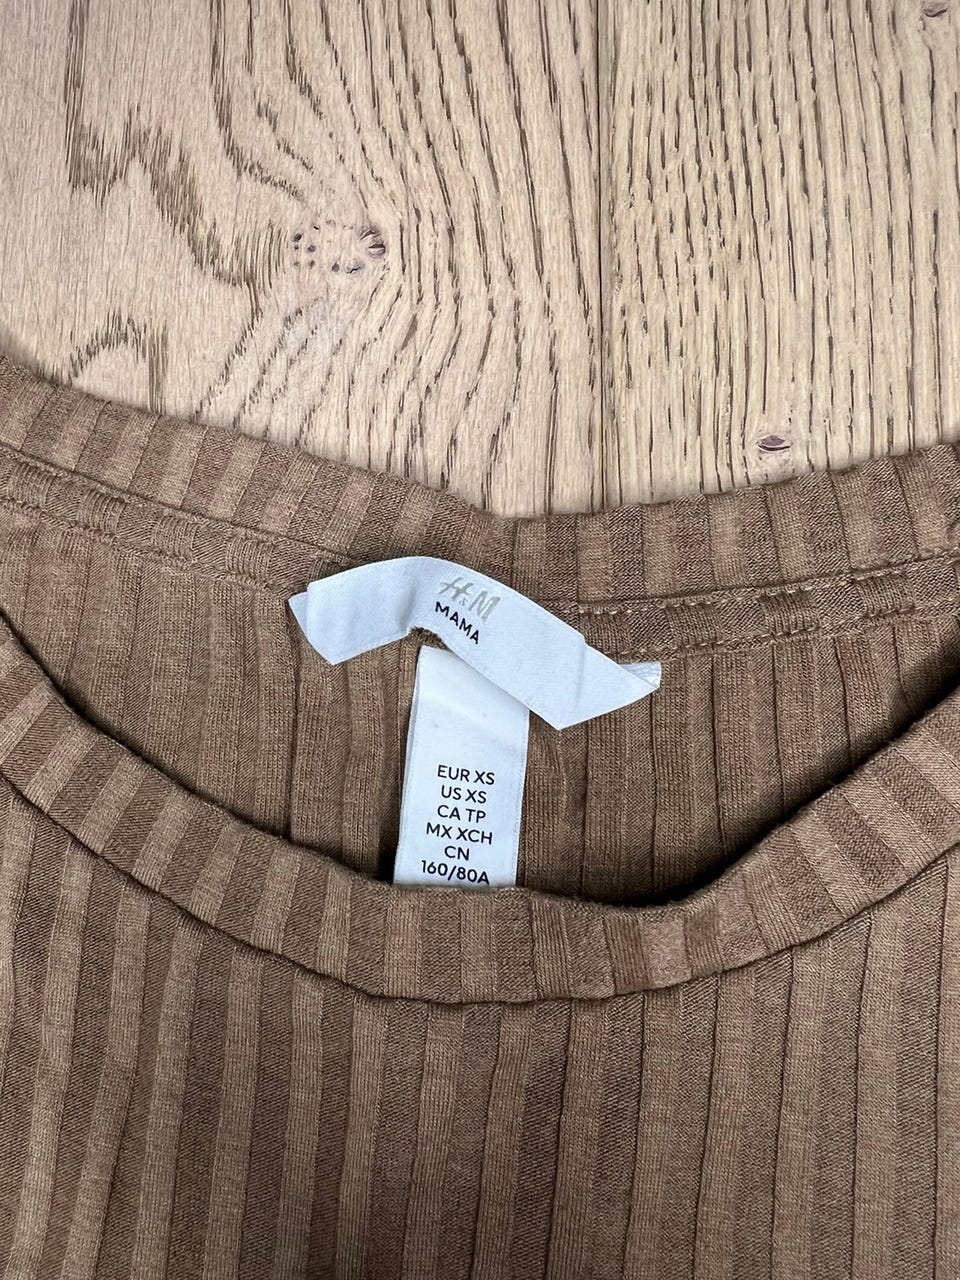 H&M
MAMA
EUR XS
US XS
CA TP
MX XCH
CN
160/80A